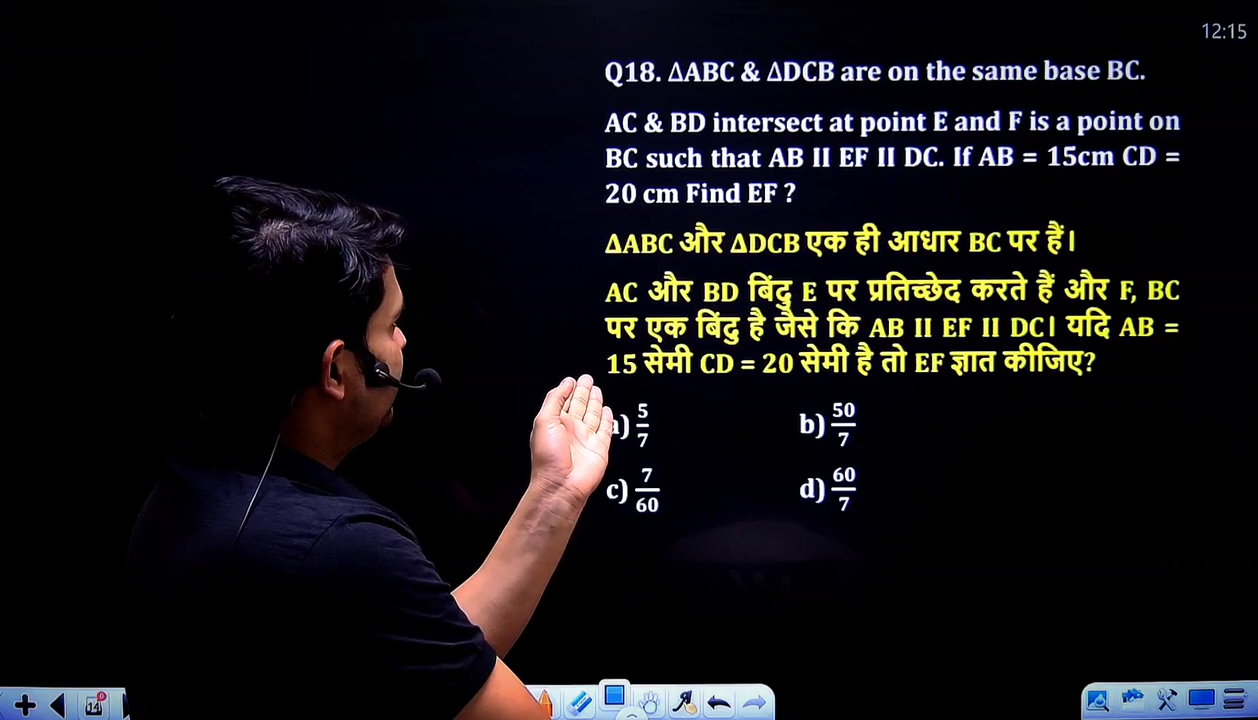 12:15
Q18. ΔABC & ΔDCB are on the same base BC.
AC & BD intersect at point E and F is a point on
BC such that AB II EF II DC. If AB = 15cm CD =
20 cm Find EF ?
ΔABC और ΔDCB एक ही आधार BC पर हैं।
AC और BD बिंदु E पर प्रतिच्छेद करते हैं और F, BC
पर एक बिंदु है जैसे कि AB II EF II DC। यदि AB =
15 सेमी CD = 20 सेमी है तो EF ज्ञात कीजिए?
a) 5/7 b) 50/7
c) 7/60 d) 60/7